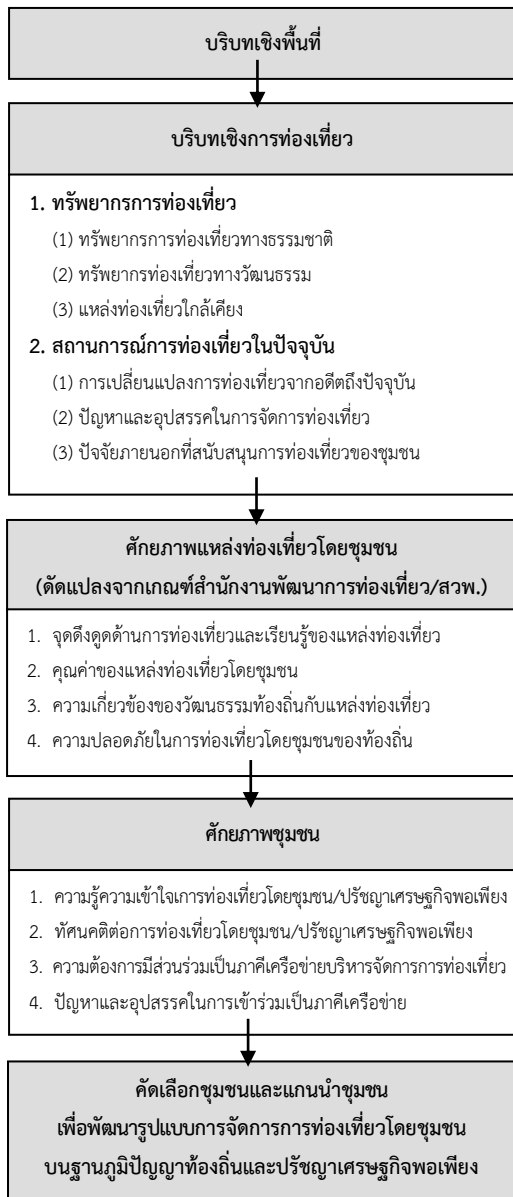 บริบทเชิงพื้นที่
บริบทเชิงการท่องเที่ยว
1. ทรัพยากรการท่องเที่ยว
(1) ทรัพยากรการท่องเที่ยวทางธรรมชาติ
(2) ทรัพยากรท่องเที่ยวทางวัฒนธรรม
(3) แหล่งท่องเที่ยวใกล้เคียง
2. สถานการณ์การท่องเที่ยวในปัจจุบัน
(1) การเปลี่ยนแปลงการท่องเที่ยวจากอดีตถึงปัจจุบัน
(2) ปัญหาและอุปสรรคในการจัดการท่องเที่ยว
(3) ปัจจัยภายนอกที่สนับสนุนการท่องเที่ยวของชุมชน
ศักยภาพแหล่งท่องเที่ยวโดยชุมชน
(ดัดแปลงจากเกณฑ์สำนักงานพัฒนาการท่องเที่ยว/สวพ.)
1. จุดดึงดูดด้านการท่องเที่ยวและเรียนรู้ของแหล่งท่องเที่ยว
2. คุณค่าของแหล่งท่องเที่ยวโดยชุมชน
3. ความเกี่ยวข้องของวัฒนธรรมท้องถิ่นกับแหล่งท่องเที่ยว
4. ความปลอดภัยในการท่องเที่ยวโดยชุมชนของท้องถิ่น
ศักยภาพชุมชน
1. ความรู้ความเข้าใจเการท่องเที่ยวโดยชุมชน/ปรัชญาเศรษฐกิจพอเพียง
2. ทัศนคติต่อการท่องเที่ยวโดยชุมชน/ปรัชญาเศรษฐกิจพอเพียง
3. ความต้องการมีส่วนร่วมเป็นภาคีเครือข่ายบริหารจัดการการท่องเที่ยว
4. ปัญหาและอุปสรรคในการเข้าร่วมเป็นภาคีเครือข่าย
คัดเลือกชุมชนและแกนนำชุมชน
เพื่อพัฒนารูปแบบการจัดการการท่องเที่ยวโดยชุมชน
บนฐานภูมิปัญญาท้องถิ่นและปรัชญาเศรษฐกิจพอเพียง